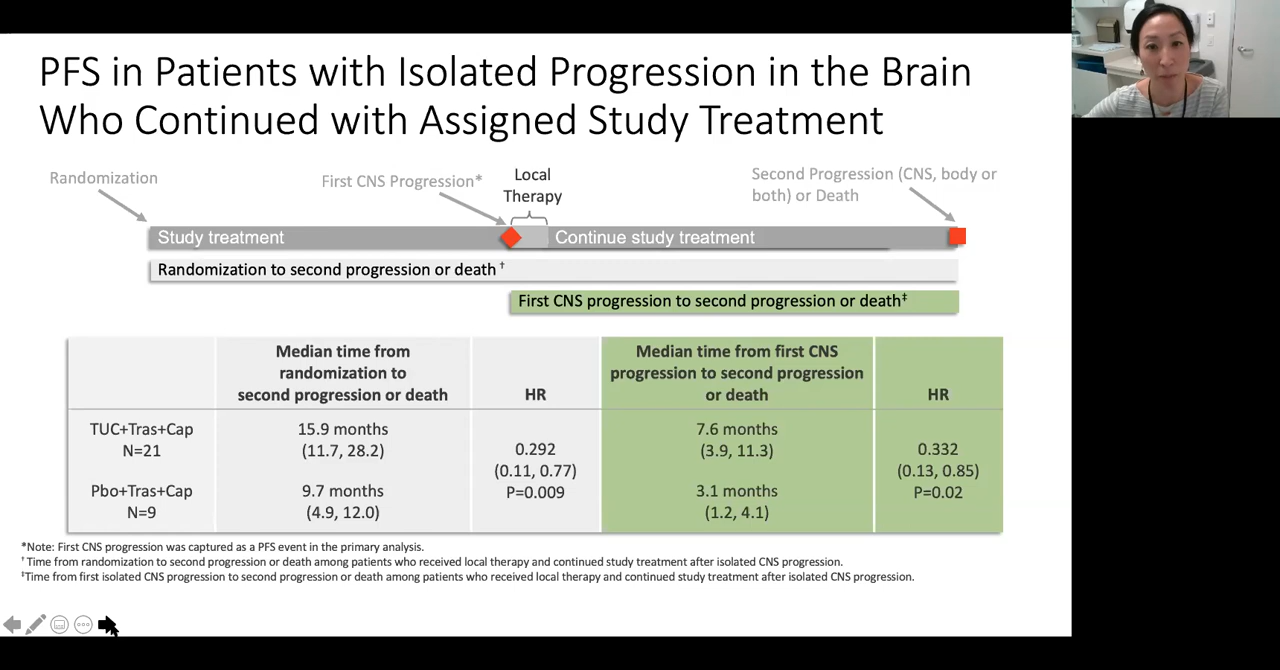 PFS in Patients with Isolated Progression in the Brain
Who Continued with Assigned Study Treatment
Randomization
First CNS Progression*
Local
Therapy
Second Progression (CNS, body or
both) or Death
Study treatment
Continue study treatment
Randomization to second progression or death †
First CNS progression to second progression or death‡
Median time from
randomization to
second progression or death
HR
Median time from first CNS
progression to second progression
or death
HR
TUC+Tras+Cap
N=21
15.9 months
(11.7, 28.2)
0.292
(0.11, 0.77)
P=0.009
7.6 months
(3.9, 11.3)
0.332
(0.13, 0.85)
P=0.02
Pbo+Tras+Cap
N=9
9.7 months
(4.9, 12.0)
3.1 months
(1.2, 4.1)
*Note: First CNS progression was captured as a PFS event in the primary analysis.
† Time from randomization to second progression or death among patients who received local therapy and continued study treatment after isolated CNS progression.
‡Time from first isolated CNS progression to second progression or death among patients who received local therapy and continued study treatment after isolated CNS progression.